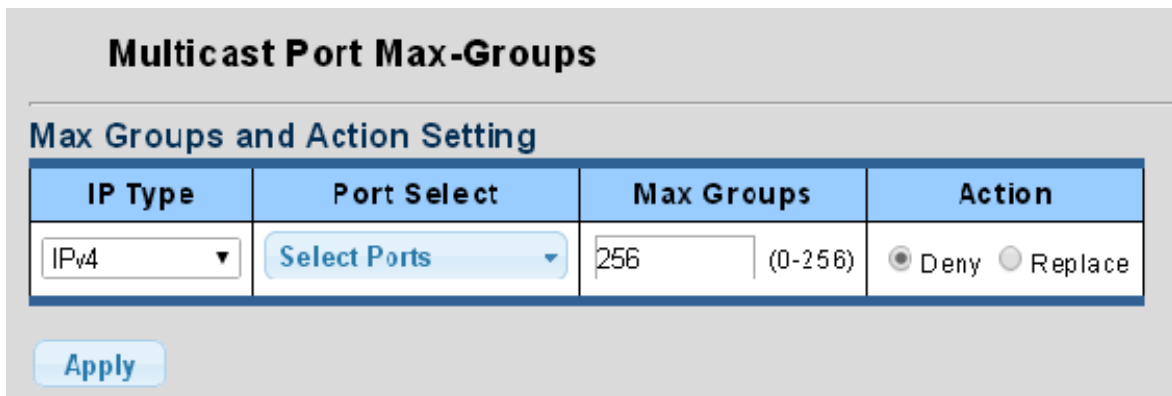 Multicast Port Max-Groups
Max Groups and Action Setting
IP Type Port Select Max Groups Action
IPv4 Select Ports 256 (0-256) Deny Replace
Apply